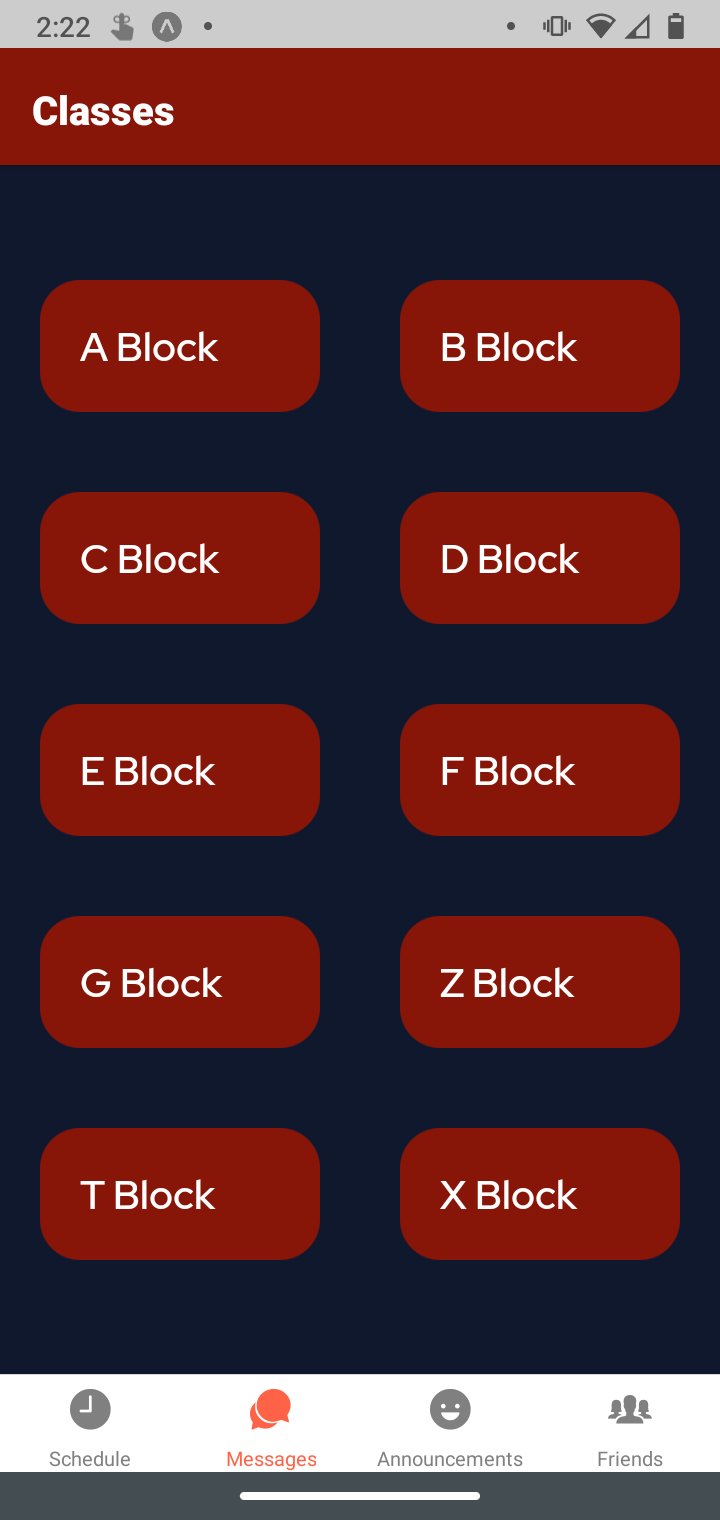 2:22
Classes
A Block
B Block
C Block
D Block
E Block
F Block
G Block
Z Block
T Block
X Block
Schedule
Messages
Announcements
Friends